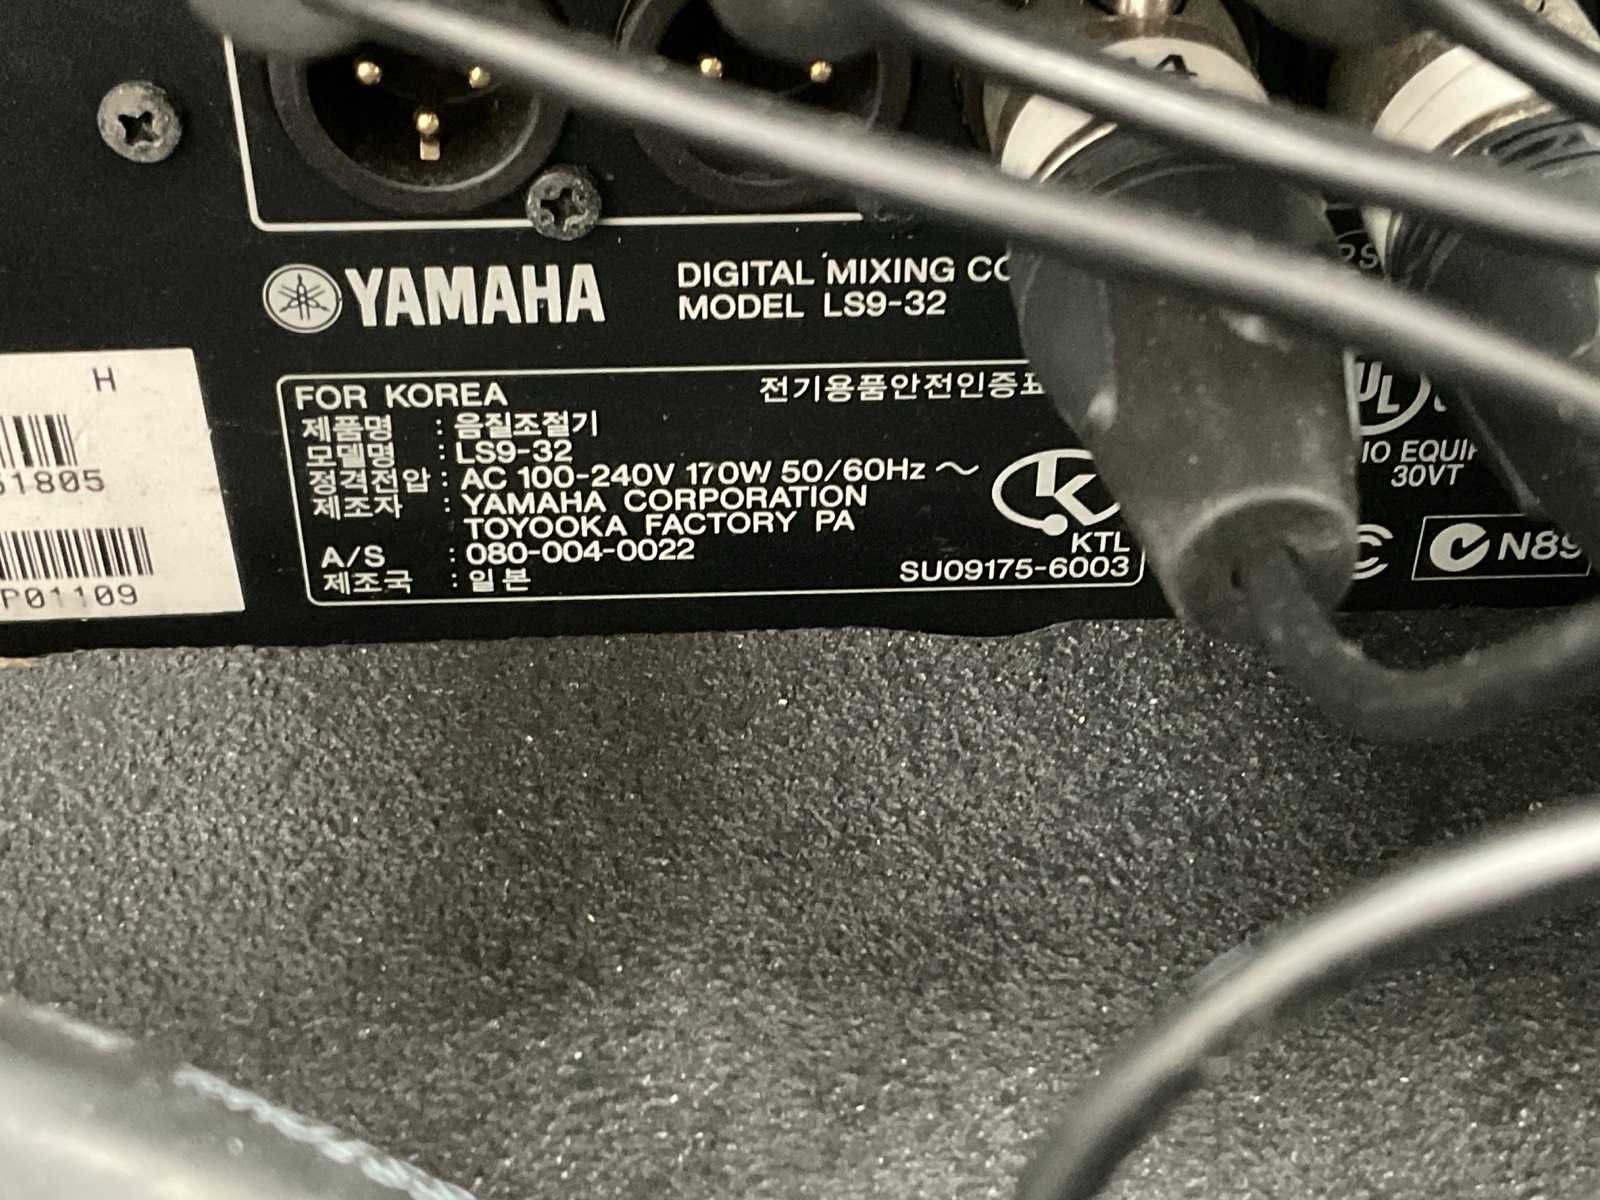 YAMAHA
DIGITAL MIXING
MODEL LS9-32
H
51805
P01109
FOR KOREA
전기용품안전인증표
제품명 : 음질조절기
모델명 : LS9-32
정격전압 : AC 100-240V 170W 50/60Hz ~
제조자 : YAMAHA CORPORATION
TOYOOKA FACTORY PA
A/S : 080-004-0022
제조국 : 일본
KTL
SU09175-6003
UL
30VT